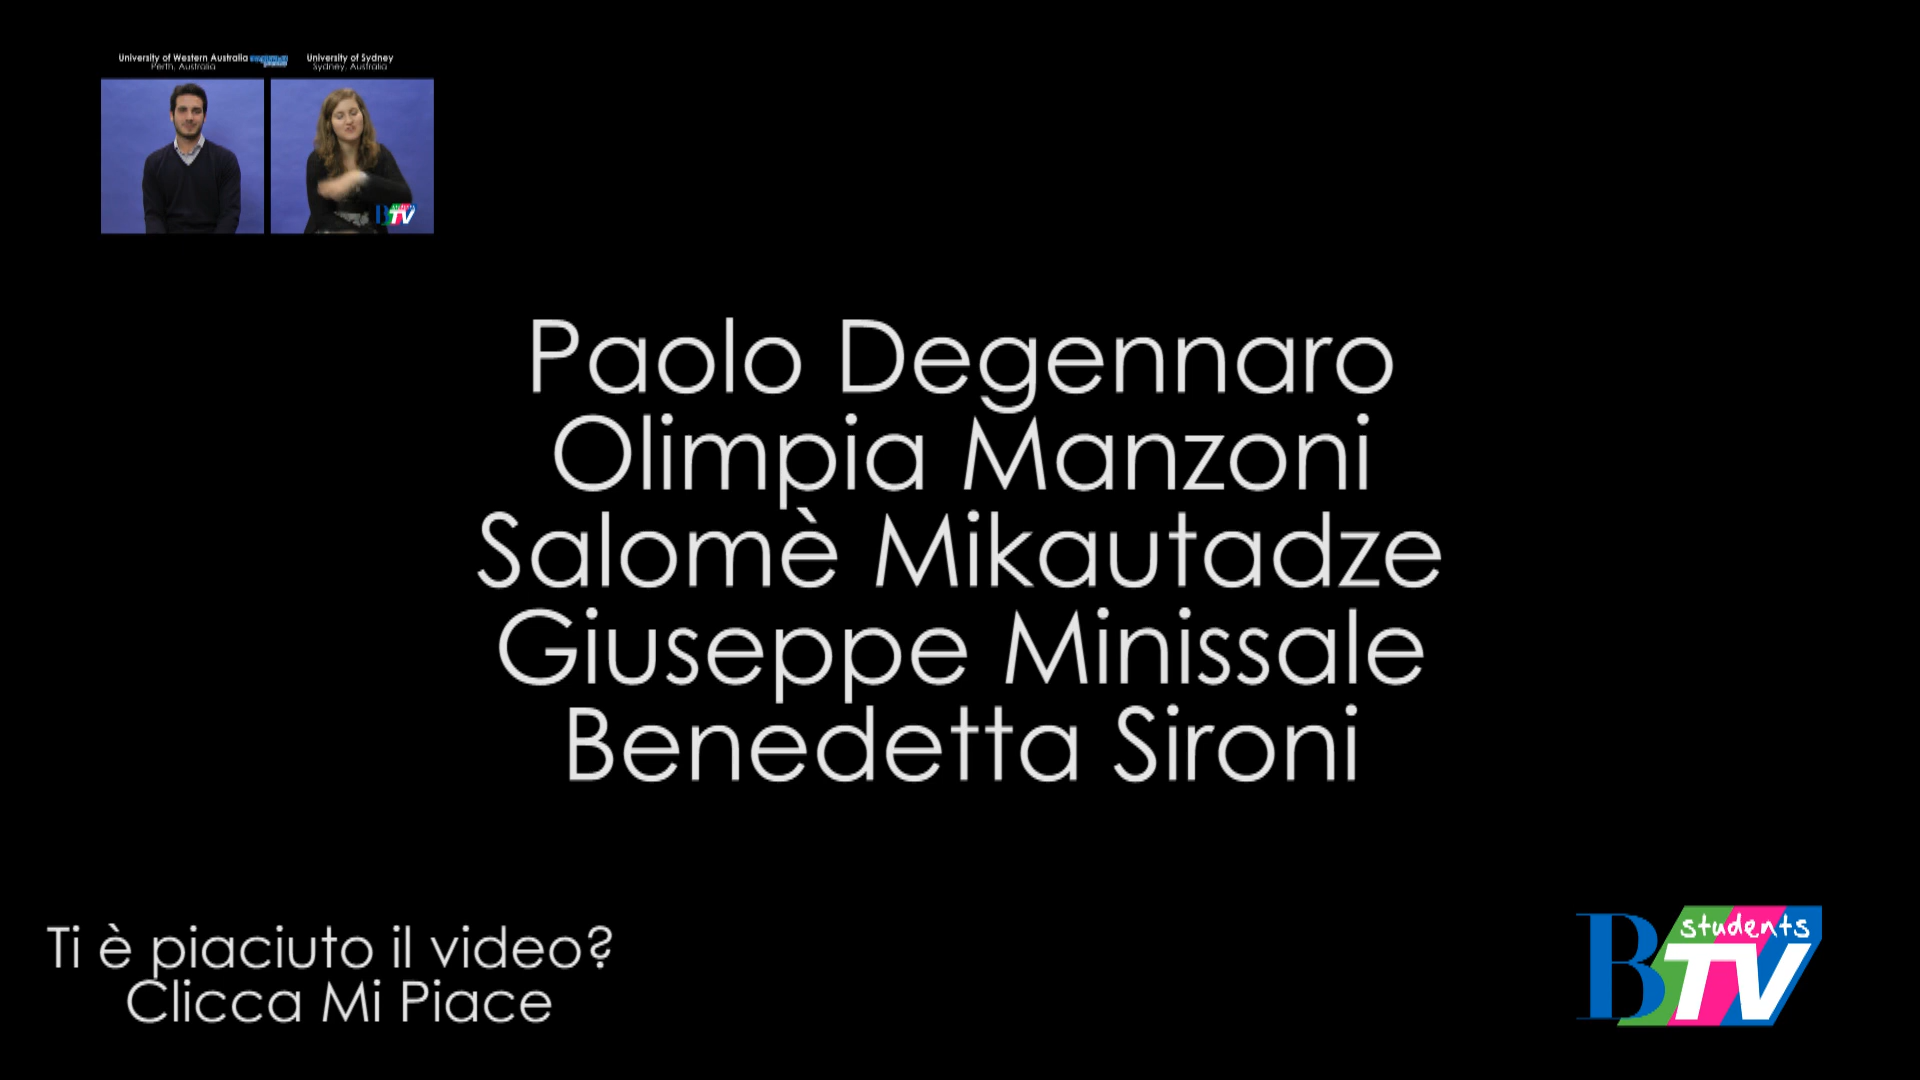 University of Western Australia
Perth, Australia
University of Sydney
Sydney, Australia
BTV
Paolo Degennaro
Olimpia Manzoni
Salomè Mikautadze
Giuseppe Minissale
Benedetta Sironi
Ti è piaciuto il video?
Clicca Mi Piace
students
BTV